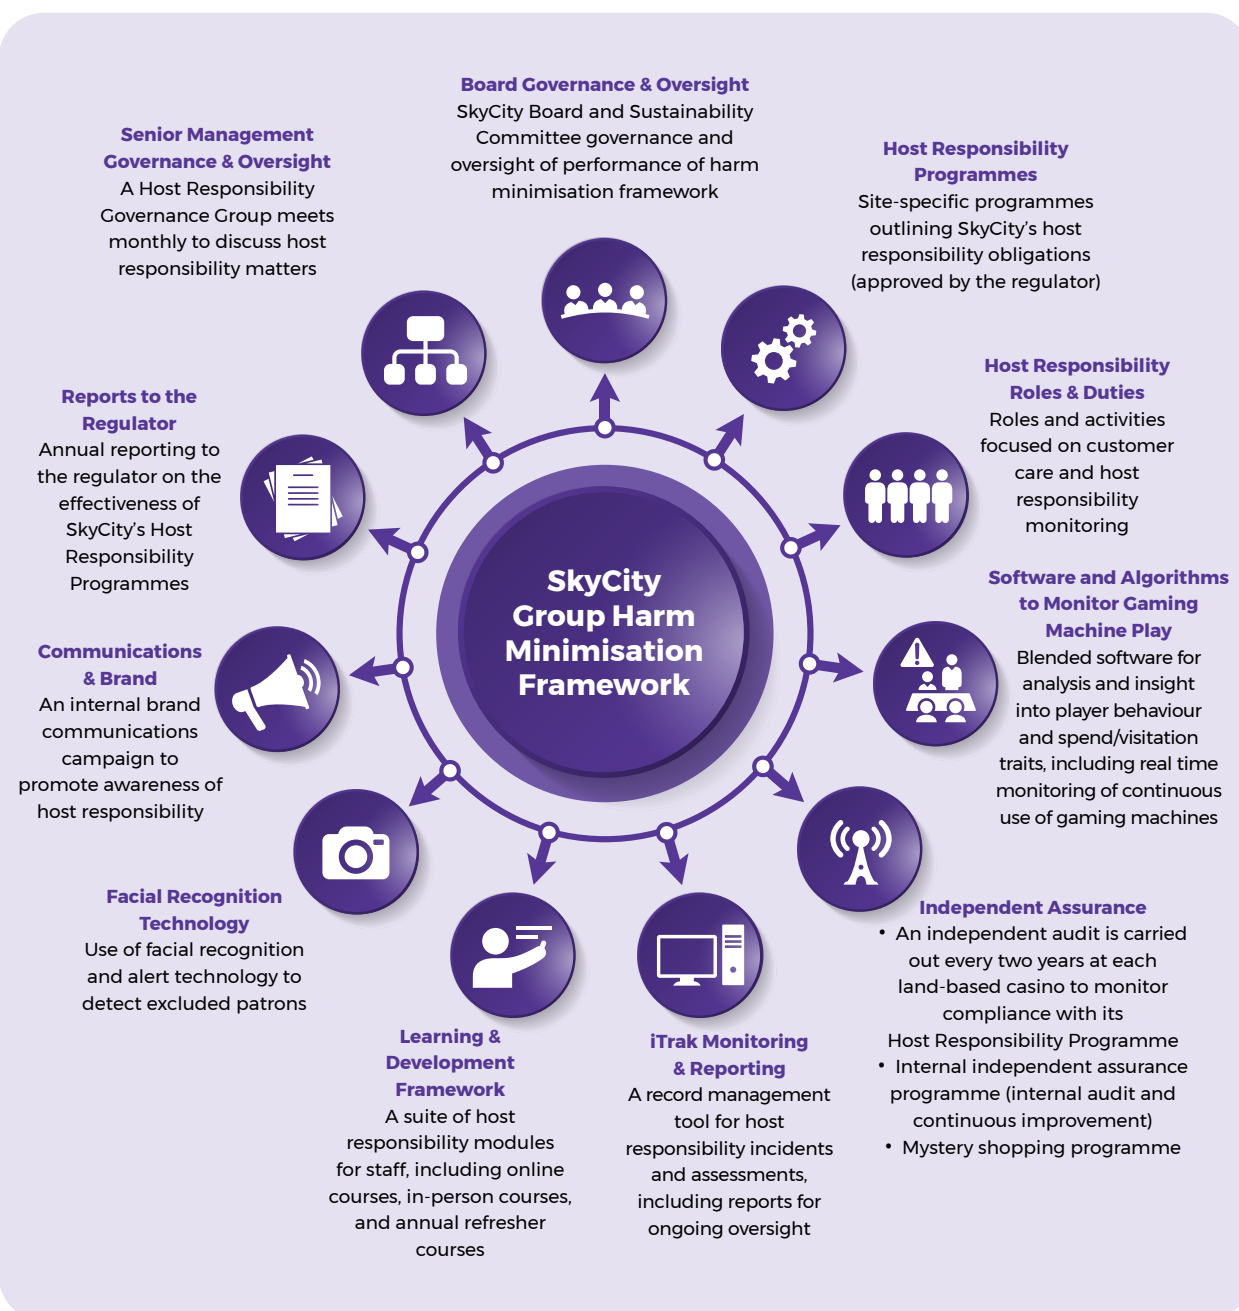 Board Governance & Oversight
SkyCity Board and Sustainability
Committee governance and
oversight of performance of harm
minimisation framework
Senior Management
Governance & Oversight
A Host Responsibility
Governance Group meets
monthly to discuss host
responsibility matters
Host Responsibility
Programmes
Site-specific programmes
outlining SkyCity's host
responsibility obligations
(approved by the regulator)
Host Responsibility
Roles & Duties
Roles and activities
focused on customer
care and host
responsibility
monitoring
Reports to the
Regulator
Annual reporting to
the regulator on the
effectiveness of
SkyCity's Host
Responsibility
Programmes
SkyCity
Group Harm
Minimisation
Framework
Software and Algorithms
to Monitor Gaming
Machine Play
Blended software for
analysis and insight
into player behaviour
and spend/visitation
traits, including real time
monitoring of continuous
use of gaming machines
Communications
& Brand
An internal brand
communications
campaign to
promote awareness of
host responsibility
Facial Recognition
Technology
Use of facial recognition
and alert technology to
detect excluded patrons
Independent Assurance
• An independent audit is carried
out every two years at each
land-based casino to monitor
compliance with its
Host Responsibility Programme
• Internal independent assurance
programme (internal audit and
continuous improvement)
• Mystery shopping programme
Learning &
Development
Framework
A suite of host
responsibility modules
for staff, including online
courses, in-person courses,
and annual refresher
courses
iTrak Monitoring
& Reporting
A record management
tool for host
responsibility incidents
and assessments,
including reports for
ongoing oversight